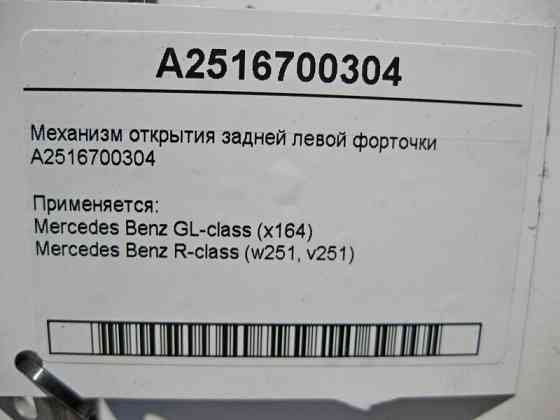 A2516700304
Механизм открытия задней левой форточки
A2516700304
Применяется:
Mercedes Benz GL-class (x164)
Mercedes Benz R-class (w251, v251)